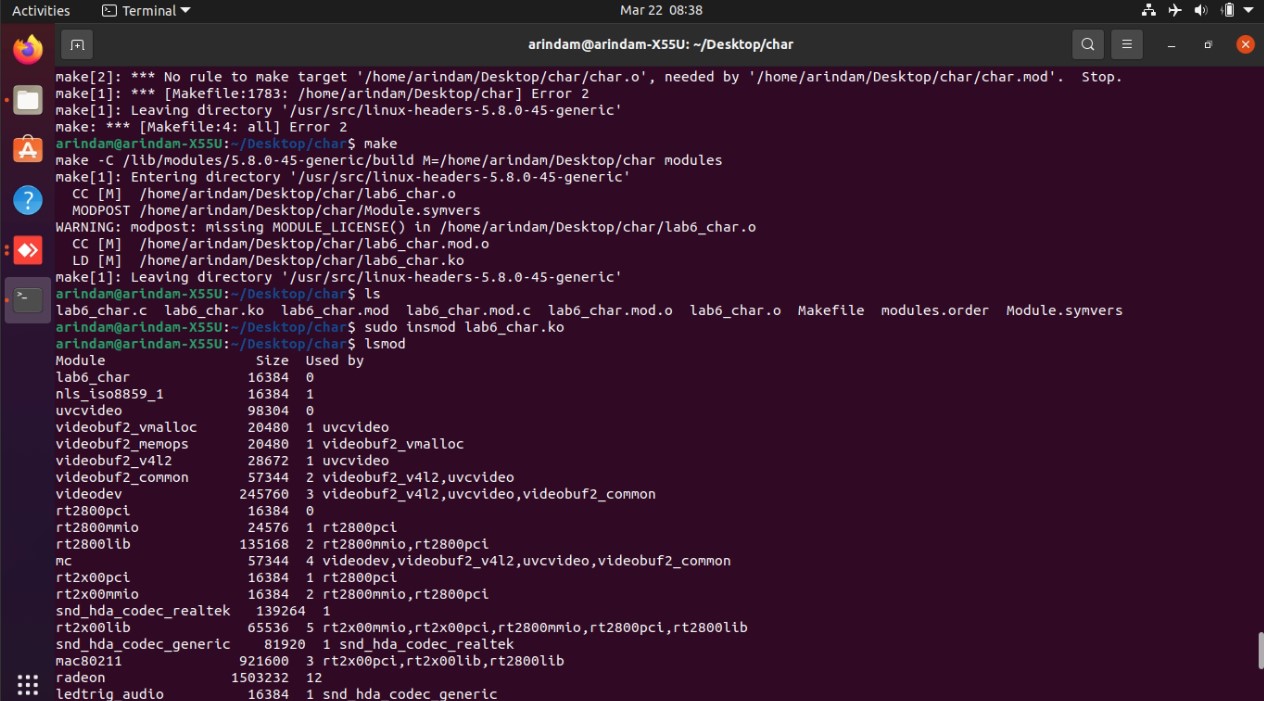 Activities Terminal Mar 22 08:38
arindam@arindam-X55U: ~/Desktop/char
make[2]: *** No rule to make target '/home/arindam/Desktop/char/char.o', needed by '/home/arindam/Desktop/char/char.mod'.  Stop.
make[1]: *** [Makefile:1783: /home/arindam/Desktop/char] Error 2
make[1]: Leaving directory '/usr/src/linux-headers-5.8.0-45-generic'
make: *** [Makefile:4: all] Error 2
arindam@arindam-X55U:~/Desktop/char$ make
make -C /lib/modules/5.8.0-45-generic/build M=/home/arindam/Desktop/char modules
make[1]: Entering directory '/usr/src/linux-headers-5.8.0-45-generic'
  CC [M]  /home/arindam/Desktop/char/lab6_char.o
  MODPOST /home/arindam/Desktop/char/Module.symvers
WARNING: modpost: missing MODULE_LICENSE() in /home/arindam/Desktop/char/lab6_char.o
  CC [M]  /home/arindam/Desktop/char/lab6_char.mod.o
  LD [M]  /home/arindam/Desktop/char/lab6_char.ko
make[1]: Leaving directory '/usr/src/linux-headers-5.8.0-45-generic'
arindam@arindam-X55U:~/Desktop/char$ ls
lab6_char.c  lab6_char.ko  lab6_char.mod  lab6_char.mod.c  lab6_char.mod.o  lab6_char.o  Makefile  modules.order  Module.symvers
arindam@arindam-X55U:~/Desktop/char$ sudo insmod lab6_char.ko
arindam@arindam-X55U:~/Desktop/char$ lsmod
Module                  Size  Used by
lab6_char              16384  0
nls_iso8859_1          16384  1
uvcvideo               98304  0
videobuf2_vmalloc      20480  1 uvcvideo
videobuf2_memops       20480  1 videobuf2_vmalloc
videobuf2_v4l2         28672  1 uvcvideo
videobuf2_common       57344  2 videobuf2_v4l2,uvcvideo
videodev              245760  3 videobuf2_v4l2,uvcvideo,videobuf2_common
rt2800pci              16384  0
rt2800mmio             24576  1 rt2800pci
rt2800lib             135168  2 rt2800mmio,rt2800pci
mc                     57344  4 videodev,videobuf2_v4l2,uvcvideo,videobuf2_common
rt2x00pci              16384  1 rt2800pci
rt2x00mmio             16384  2 rt2800mmio,rt2800pci
snd_hda_codec_realtek   139264  1
rt2x00lib              65536  5 rt2x00mmio,rt2x00pci,rt2800mmio,rt2800pci,rt2800lib
snd_hda_codec_generic    81920  1 snd_hda_codec_realtek
mac80211              921600  3 rt2x00pci,rt2x00lib,rt2800lib
radeon               1503232  12
ledtrig_audio          16384  1 snd_hda_codec_generic